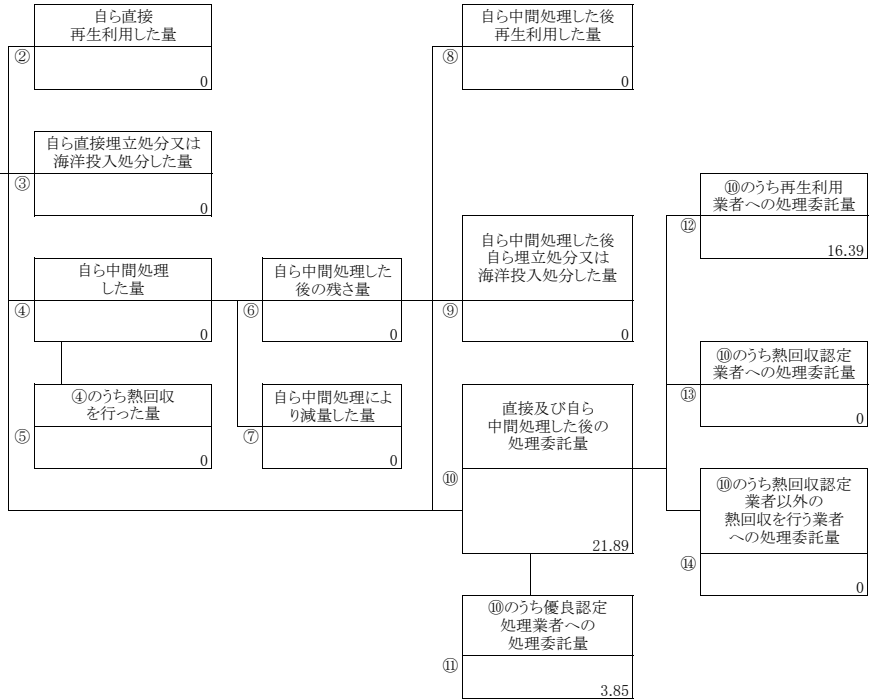 自ら直接
再生利用した量
②
0
自ら直接埋立処分又は
海洋投入処分した量
③
0
自ら中間処理
した量
④
0
④のうち熱回収
を行った量
⑤
0
自ら中間処理した
後の残さ量
⑥
0
自ら中間処理によ
り減量した量
⑦
0
自ら中間処理した後
再生利用した量
⑧
0
自ら中間処理した後
自ら埋立処分又は
海洋投入処分した量
⑨
0
直接及び自ら
中間処理した後の
処理委託量
⑩
21.89
⑩のうち優良認定
処理業者への
処理委託量
⑪
3.85
⑩のうち再生利用
業者への処理委託量
⑫
16.39
⑩のうち熱回収認定
業者への処理委託量
⑬
0
⑩のうち熱回収認定
業者以外の
熱回収を行う業者
への処理委託量
⑭
0